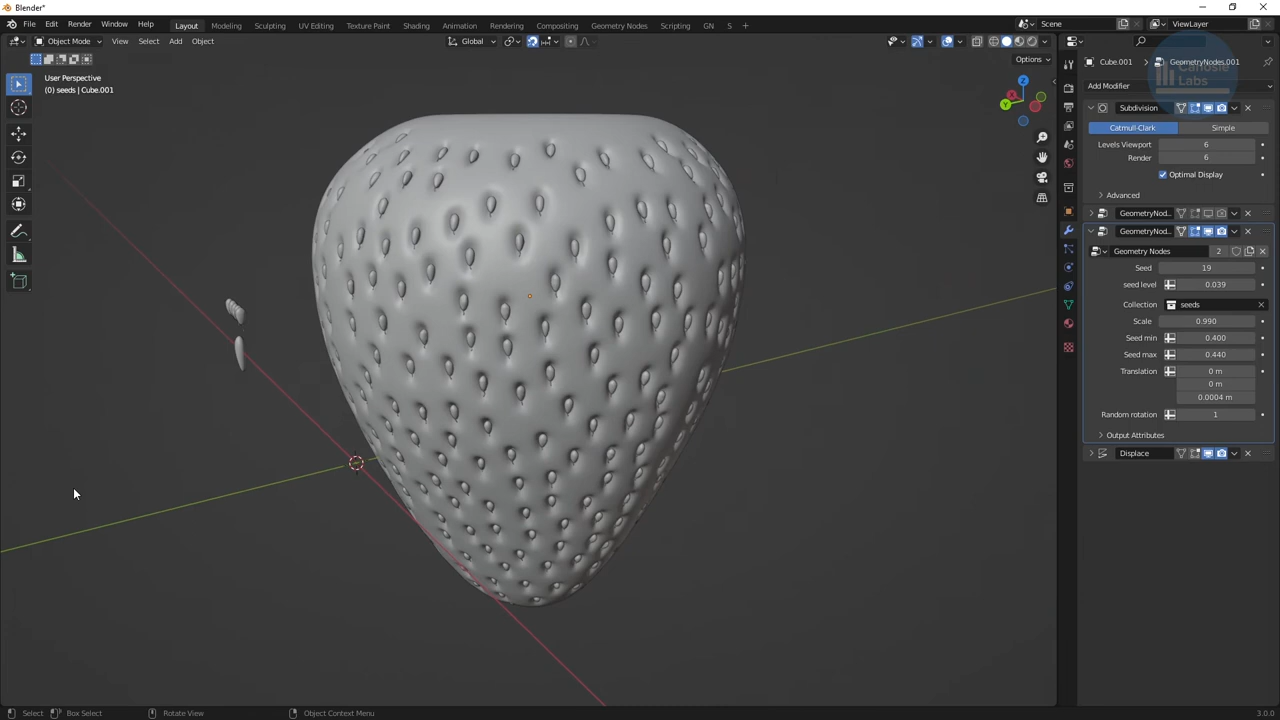 Blender*
File Edit Render Window Help Layout Modeling Sculpting UV Editing Texture Paint Shading Animation Rendering Compositing Geometry Nodes Scripting GN S + Scene ViewLayer
Object Mode View Select Add Object Global
Options
User Perspective
(0) seeds | Cube.001
Z
Y
X
Cube.001 GeometryNodes.001
Canoslie Labs
Add Modifier
Subdivision
Catmull-Clark Simple
Levels Viewport 6
Render 6
Optimal Display
Advanced
GeometryNod...
GeometryNod...
Geometry Nodes 2
Seed 19
seed level 0.039
Collection seeds
Scale 0.990
Seed min 0.400
Seed max 0.440
Translation 0 m
0 m
0.0004 m
Random rotation 1
Output Attributes
Displace
Select Box Select Rotate View Object Context Menu 3.0.0